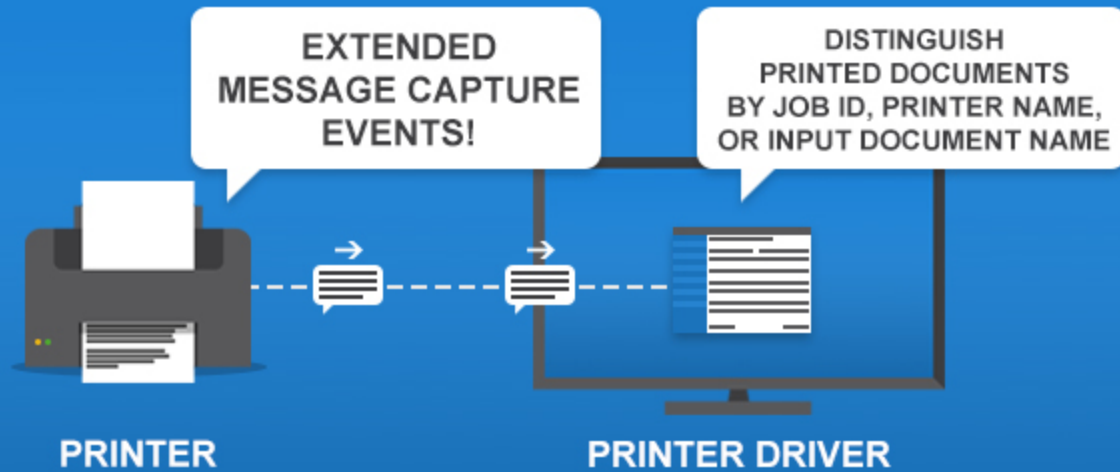 EXTENDED
MESSAGE CAPTURE
EVENTS!
DISTINGUISH
PRINTED DOCUMENTS
BY JOB ID, PRINTER NAME,
OR INPUT DOCUMENT NAME
PRINTER
PRINTER DRIVER